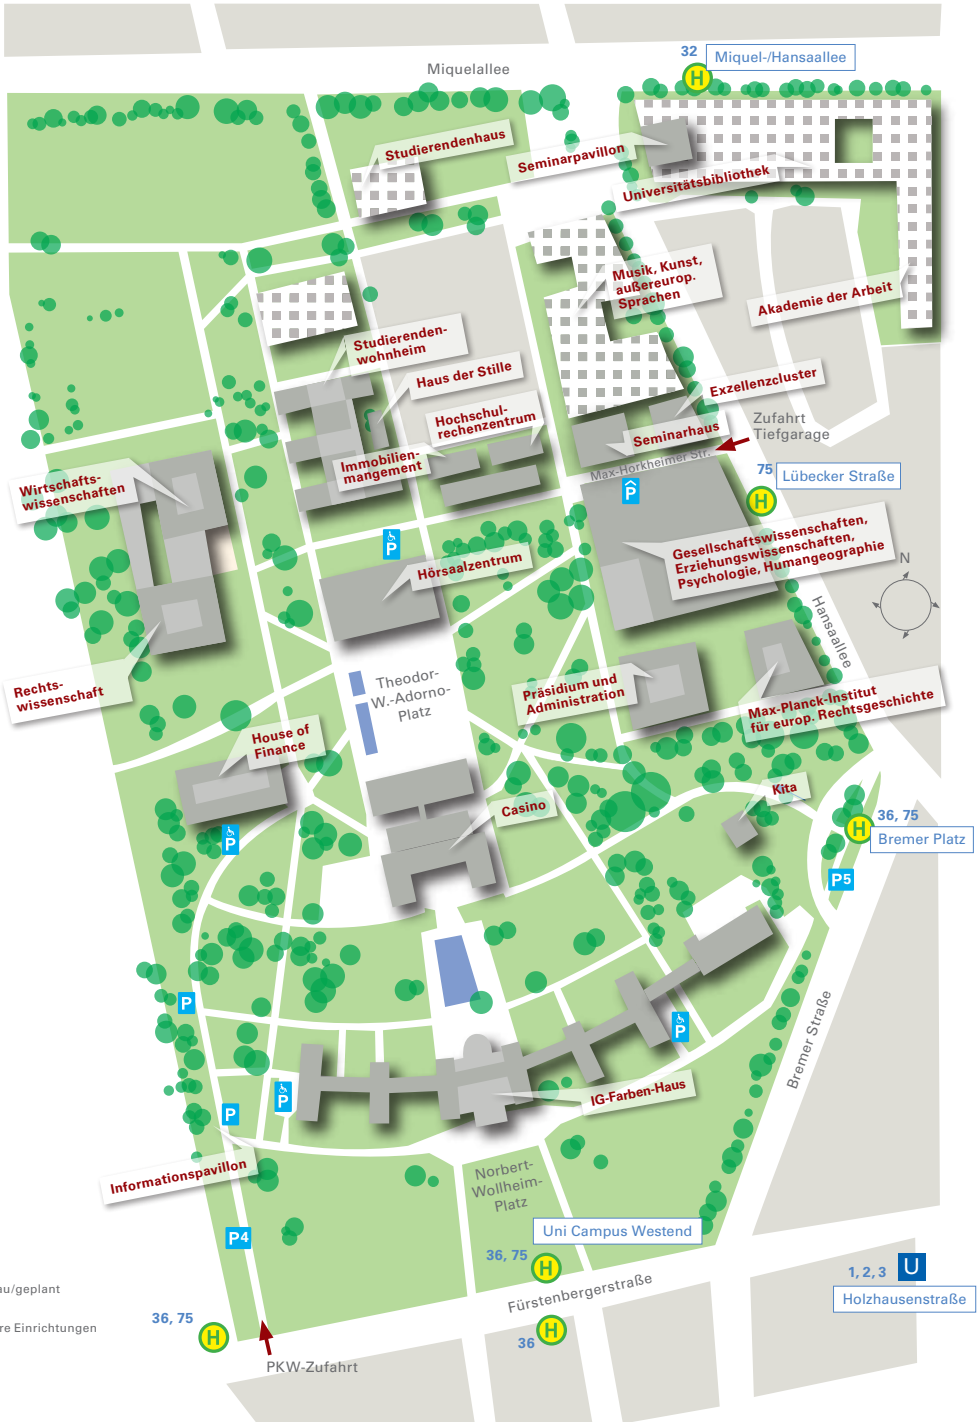 32
Miquel-/Hansaallee
Miquelallee
H
Studierendenhaus
Seminarpavillon
Universitätsbibliothek
Musik, Kunst,
außereurop.
Sprachen
Akademie der Arbeit
Studierenden-
wohnheim
Haus der Stille
Exzellenzcluster
Hochschul-
rechenzentrum
Seminarhaus
Zufahrt
Tiefgarage
Immobilien-
mangement
Max-Horkheimer Str.
75
Lübecker Straße
H
P
Wirtschafts-
wissenschaften
Gesellschaftswissenschaften,
Erziehungswissenschaften,
Psychologie, Humangeographie
P
Hörsaalzentrum
N
Hansaallee
Rechts-
wissenschaft
Theodor-
W.-Adorno-
Platz
Präsidium und
Administration
Max-Planck-Institut
für europ. Rechtsgeschichte
House of
Finance
Kita
Casino
36, 75
H
Bremer Platz
P
P5
P
P
Bremer Straße
P
IG-Farben-Haus
P
Informationspavillon
Norbert-
Wollheim-
Platz
P4
Uni Campus Westend
36, 75
H
1, 2, 3
U
Holzhausenstraße
Fürstenbergerstraße
au/geplant
re Einrichtungen
36, 75
H
36
H
PKW-Zufahrt